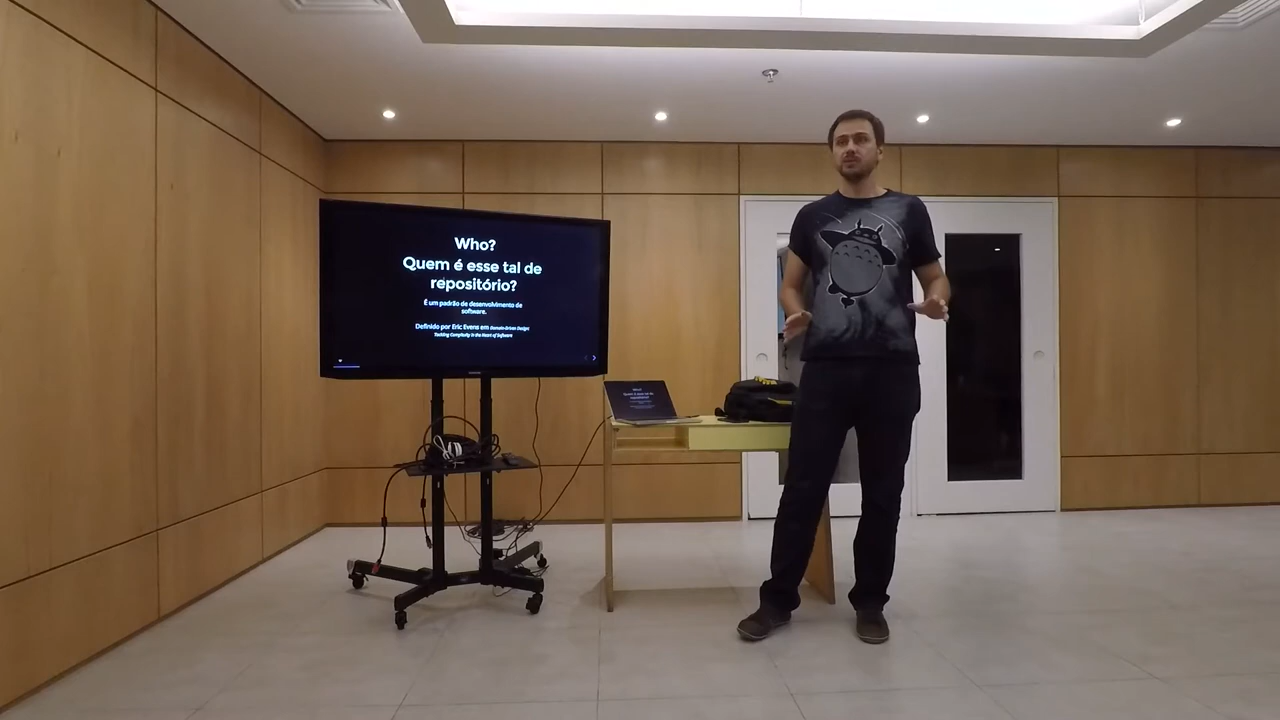 Who?
Quem é esse tal de
repositório?
É um padrão de desenvolvimento de
software.
Definido por Eric Evens em Domain-Driven Design:
Tackling Complexity in the Heart of Software